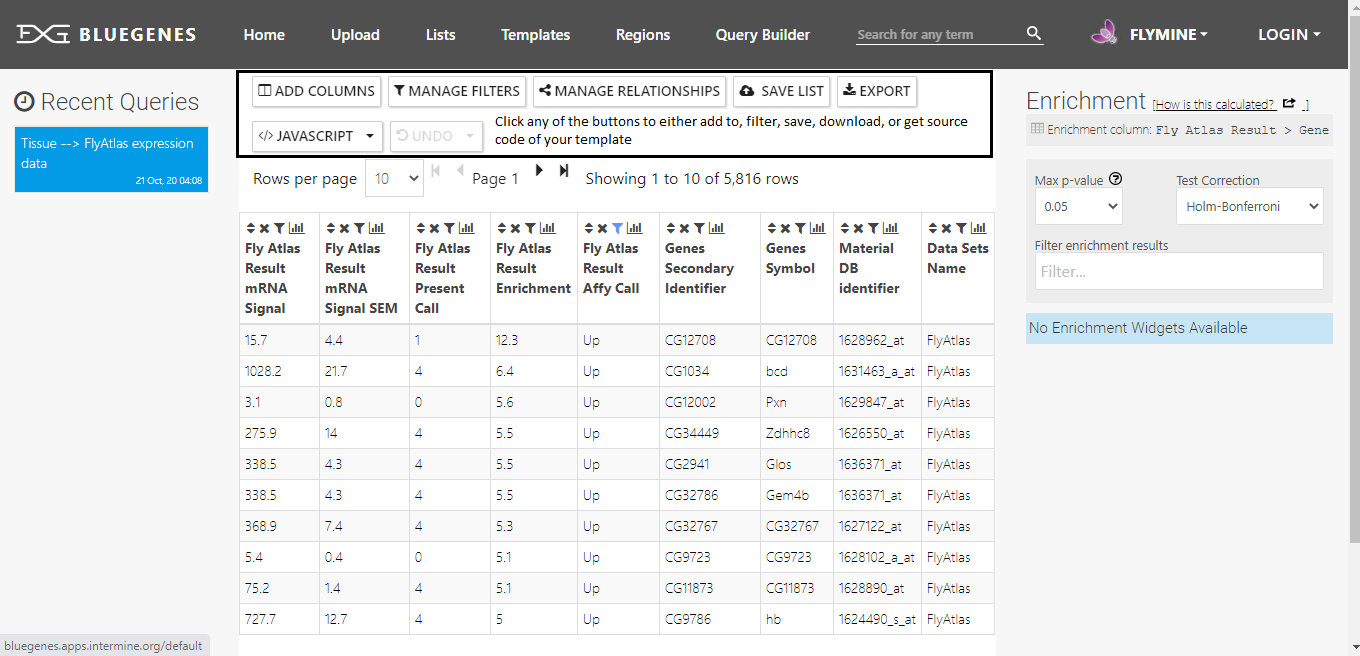 BLUEGENES Home Upload Lists Templates Regions Query Builder Search for any term FLYMINE LOGIN
Recent Queries
Tissue --> FlyAtlas expression
data
21 Oct, 20 04:08
ADD COLUMNS MANAGE FILTERS MANAGE RELATIONSHIPS SAVE LIST EXPORT
</> JAVASCRIPT UNDO
Click any of the buttons to either add to, filter, save, download, or get source
code of your template
Rows per page 10 Page 1 Showing 1 to 10 of 5,816 rows
Fly Atlas Result mRNA Signal
Fly Atlas Result mRNA Signal SEM
Fly Atlas Result Present Call
Fly Atlas Result Enrichment
Fly Atlas Result Affy Call
Genes Secondary Identifier
Genes Symbol
Material DB identifier
Data Sets Name
15.7 4.4 1 12.3 Up CG12708 CG12708 1628962_at FlyAtlas
1028.2 21.7 4 6.4 Up CG1034 bcd 1631463_a_at FlyAtlas
3.1 0.8 0 5.6 Up CG12002 Pxn 1629847_at FlyAtlas
275.9 14 4 5.5 Up CG34449 Zdhhc8 1626550_at FlyAtlas
338.5 4.3 4 5.5 Up CG2941 Glos 1636371_at FlyAtlas
338.5 4.3 4 5.5 Up CG32786 Gem4b 1636371_at FlyAtlas
368.9 7.4 4 5.3 Up CG32767 CG32767 1627122_at FlyAtlas
5.4 0.4 0 5.1 Up CG9723 CG9723 1628102_a_at FlyAtlas
75.2 1.4 4 5.1 Up CG11873 CG11873 1628890_at FlyAtlas
727.7 12.7 4 5 Up CG9786 hb 1624490_s_at FlyAtlas
Enrichment [How is this calculated? ]
Enrichment column: Fly Atlas Result > Gene
Max p-value Test Correction
0.05 Holm-Bonferroni
Filter enrichment results
Filter...
No Enrichment Widgets Available
bluegenes.apps.intermine.org/default